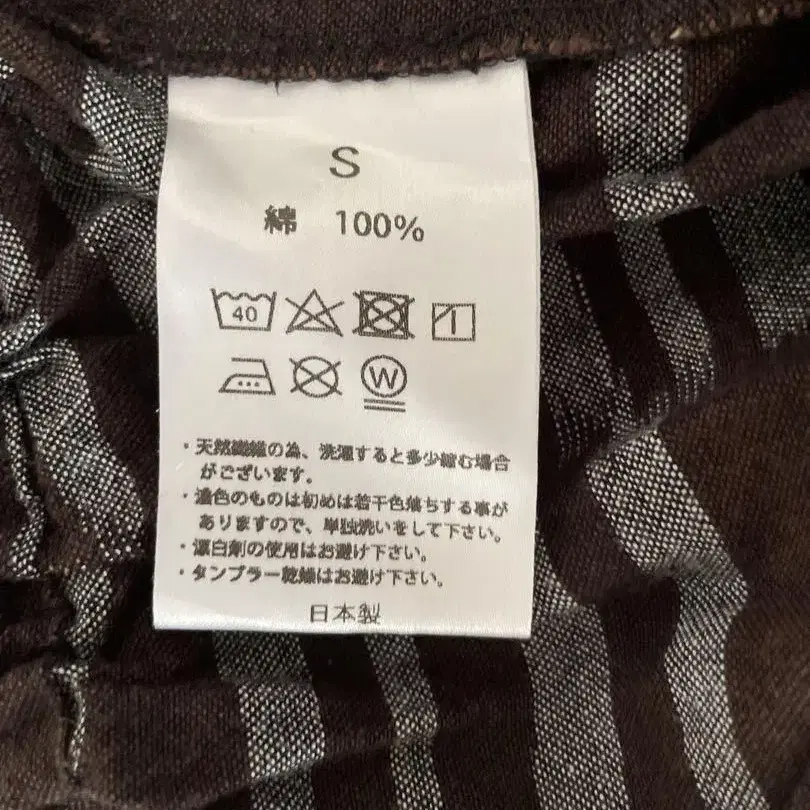 S
綿 100%
40
W
・天然繊維の為、洗濯すると多少縮む場合
がございます。
・濃色のものは初めは若干色落ちする事が
ありますので、単独洗いをして下さい。
・漂白剤の使用はお避け下さい。
・タンブラー乾燥はお避け下さい。
日本製